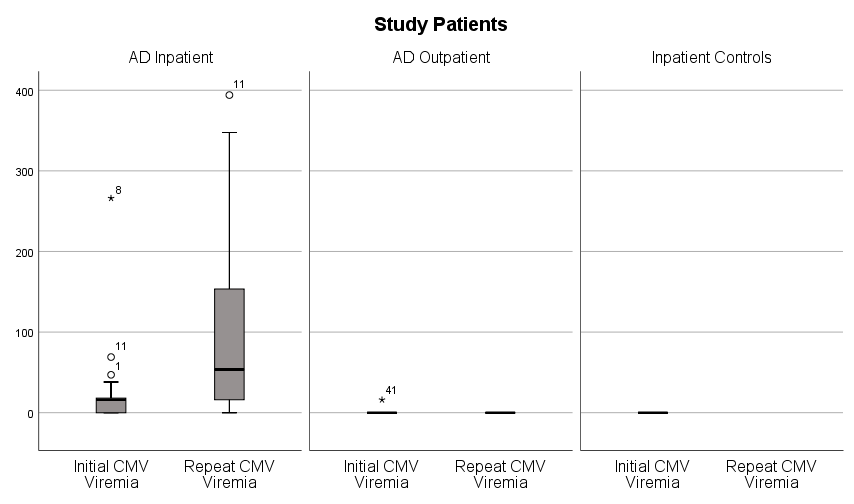 Study Patients
AD Inpatient
AD Outpatient
Inpatient Controls
400
300
200
100
0
8
11
1
11
41
Initial CMV
Viremia
Repeat CMV
Viremia
Initial CMV
Viremia
Repeat CMV
Viremia
Initial CMV
Viremia
Repeat CMV
Viremia